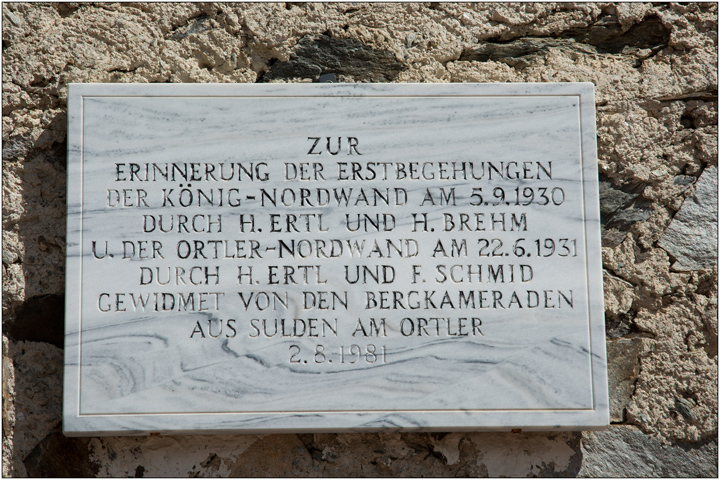 ZUR
ERINNERUNG DER ERSTBEGEHUNGEN
DER KÖNIG-NORDWAND AM 5.9.1930
DURCH H.ERTL UND H.BREHM
U.DER ORTLER-NORDWAND AM 22.6.1931
DURCH H.ERTL UND F.SCHMID
GEWIDMET VON DEN BERGKAMERADEN
AUS SULDEN AM ORTLER
2.8.1981